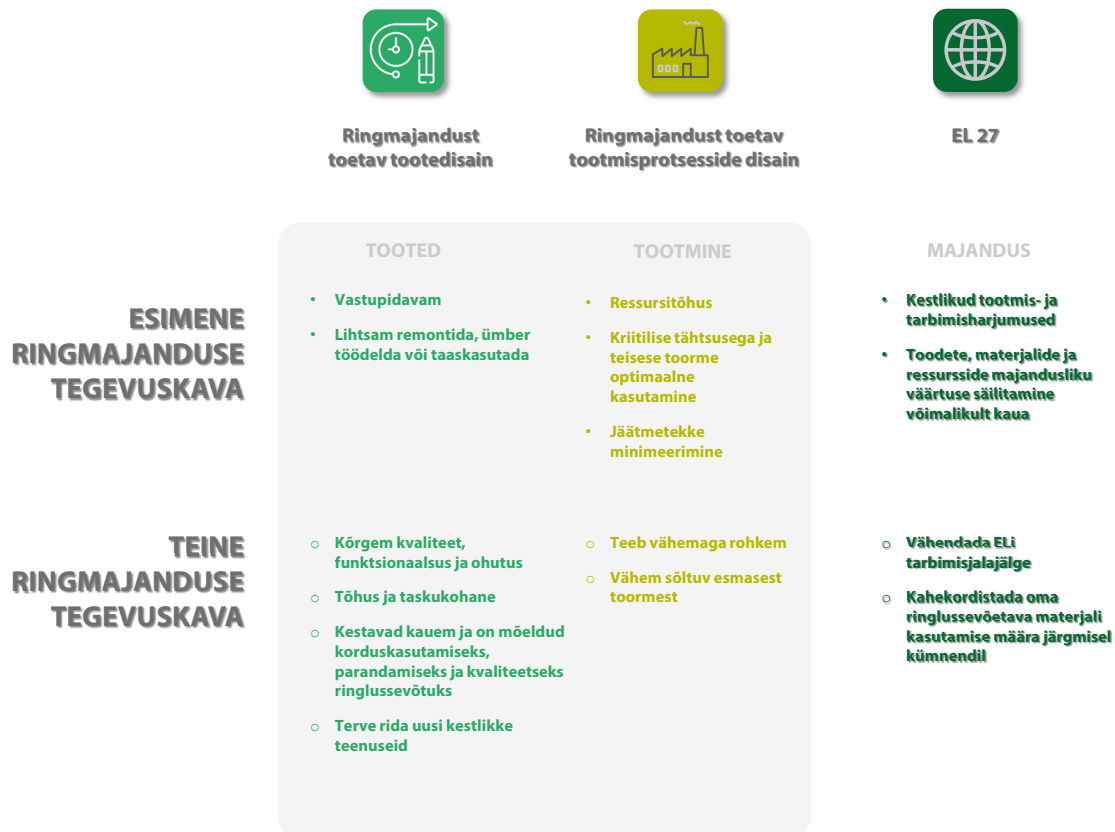 Ringmajandust
toetav tootedisain
Ringmajandust toetav
tootmisprotsesside disain
EL 27
TOOTED
TOOTMINE
MAJANDUS
ESIMENE
RINGMAJANDUSE
TEGEVUSKAVA
• Vastupidavam
• Lihtsam remontida, ümber
töödelda või taaskasutada
• Ressursitõhus
• Kriitilise tähtsusega ja
teisese toorme
optimaalne
kasutamine
• Jäätmetekke
minimeerimine
• Kestlikud tootmis- ja
tarbimisharjumused
• Toodete, materjalide ja
ressursside majandusliku
väärtuse säilitamine
võimalikult kaua
TEINE
RINGMAJANDUSE
TEGEVUSKAVA
o Kõrgem kvaliteet,
funktsionaalsus ja ohutus
o Tõhus ja taskukohane
o Kestavad kauem ja on mõeldud
korduskasutamiseks,
parandamiseks ja kvaliteetseks
ringlussevõtuks
o Terve rida uusi kestlikke
teenuseid
o Teeb vähemaga rohkem
o Vähem sõltuv esmasest
toormest
o Vähendada ELi
tarbimisjalajälge
o Kahekordistada oma
ringlussevõetava materjali
kasutamise määra järgmisel
kümnendil